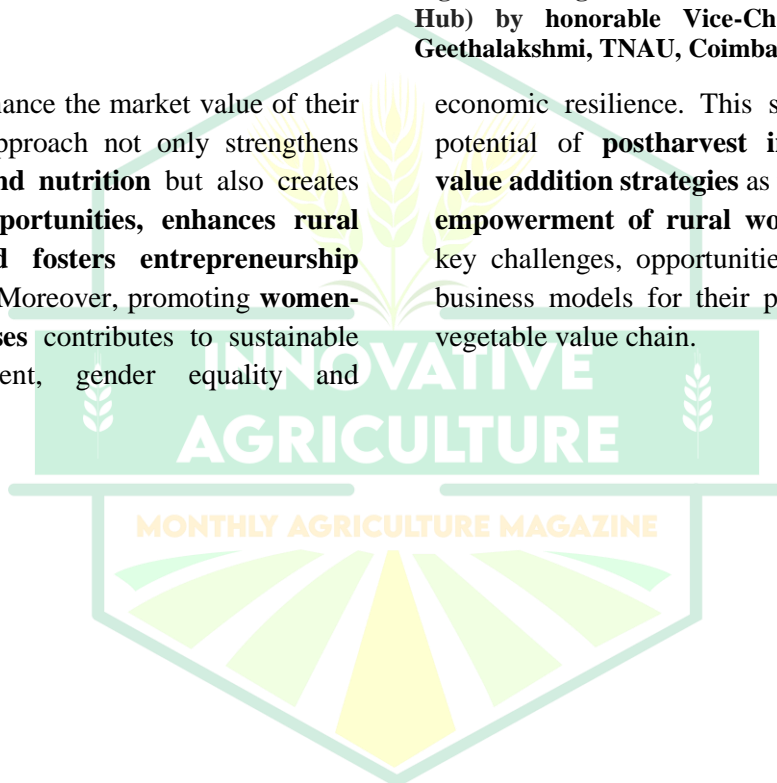 hance the market value of their
pproach not only strengthens
nd nutrition but also creates
portunities, enhances rural
d fosters entrepreneurship
Moreover, promoting women-
ses contributes to sustainable
ent, gender equality and
Hub) by honorable Vice-Ch
Geethalakshmi, TNAU, Coimba
economic resilience. This s
potential of postharvest i
value addition strategies as
empowerment of rural wo
key challenges, opportunitie
business models for their p
vegetable value chain.
INNOVATIVE
AGRICULTURE
MONTHLY AGRICULTURE MAGAZINE